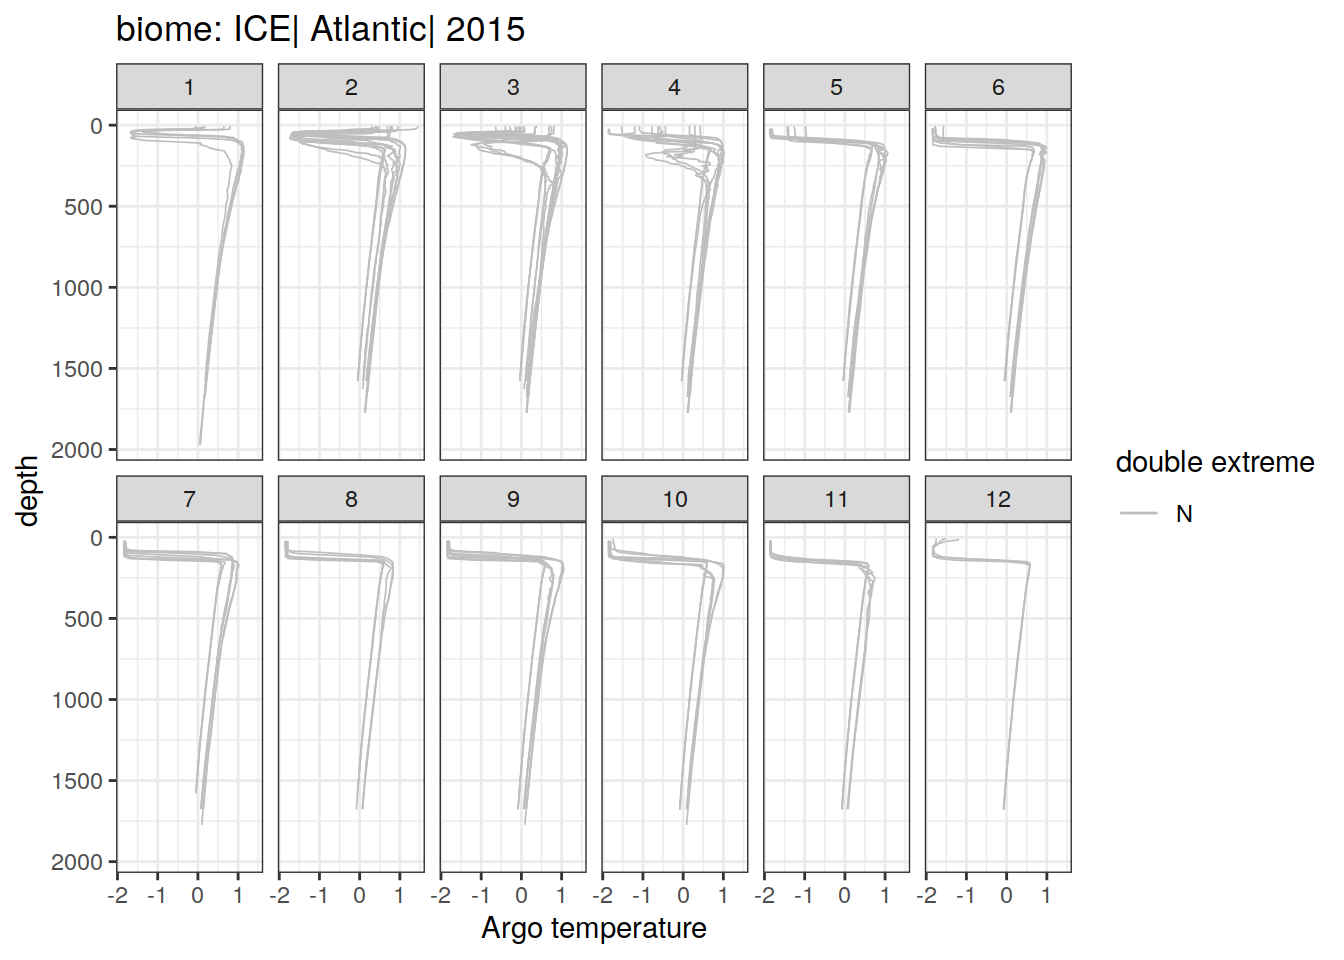 biome: ICE| Atlantic| 2015
1 2 3 4 5 6
0
500
1000
1500
2000
7 8 9 10 11 12
0
500
1000
1500
2000
-2 -1 0 1 -2 -1 0 1 -2 -1 0 1 -2 -1 0 1 -2 -1 0 1 -2 -1 0 1
Argo temperature
depth
double extreme
N